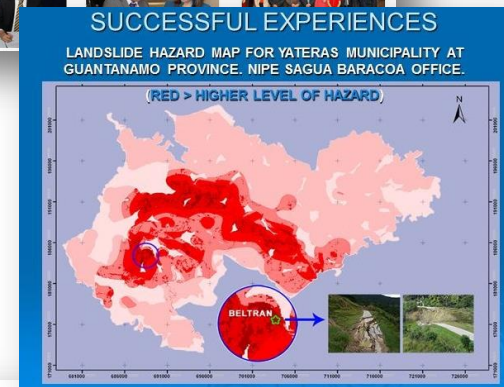 SUCCESSFUL EXPERIENCES
LANDSLIDE HAZARD MAP FOR YATERAS MUNICIPALITY AT
GUANTANAMO PROVINCE. NIPE SAGUA BARACOA OFFICE.
(RED > HIGHER LEVEL OF HAZARD)
N
BELTRAN